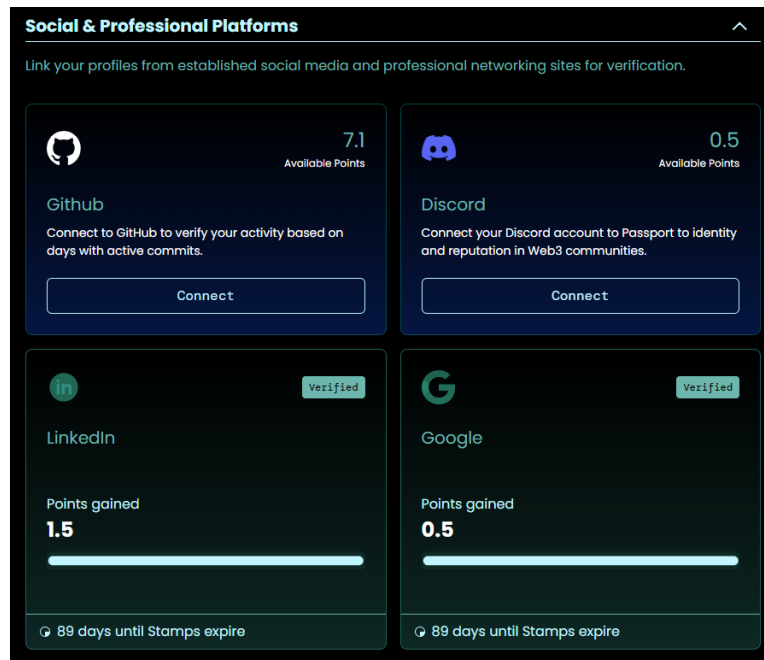 Social & Professional Platforms
Link your profiles from established social media and professional networking sites for verification.
7.1
Available Points
Github
Connect to GitHub to verify your activity based on
days with active commits.
Connect
0.5
Available Points
Discord
Connect your Discord account to Passport to identity
and reputation in Web3 communities.
Connect
in
Verified
LinkedIn
Points gained
1.5
89 days until Stamps expire
G
Verified
Google
Points gained
0.5
89 days until Stamps expire